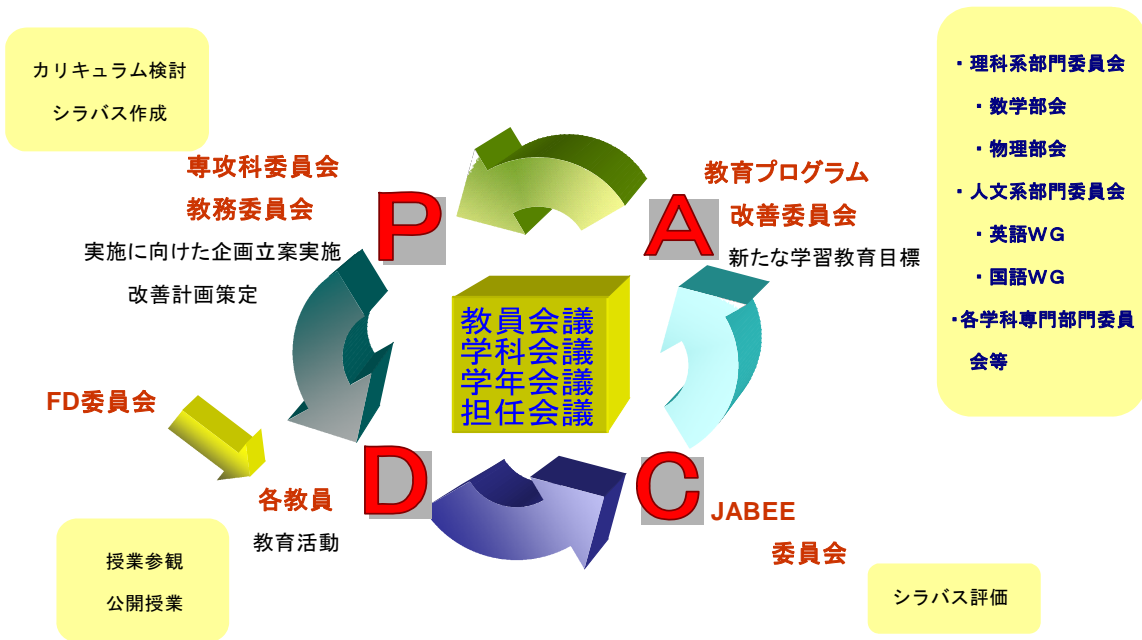 カリキュラム検討
シラバス作成
専攻科委員会
教務委員会
実施に向けた企画立案実施
改善計画策定
P
A
教育プログラム
改善委員会
新たな学習教育目標
・理科系部門委員会
・数学部会
・物理部会
・人文系部門委員会
・英語WG
・国語WG
・各学科専門部門委員
会等
教員会議
学科会議
学年会議
担任会議
FD委員会
D
各教員
教育活動
C
JABEE
委員会
授業参観
公開授業
シラバス評価